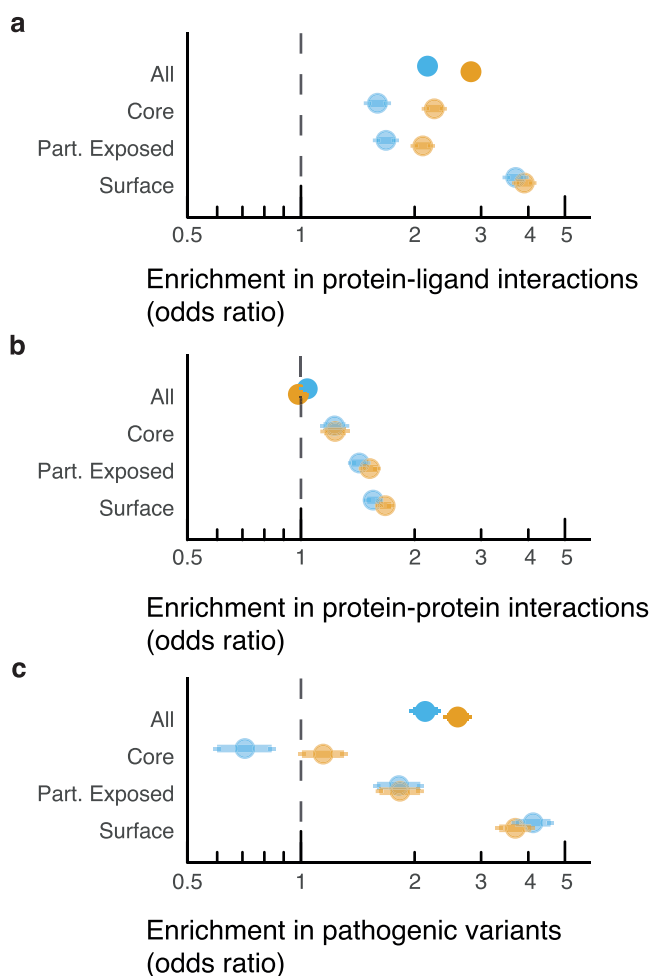 a
All
Core
Part. Exposed
Surface
0.5 1 2 3 4 5
Enrichment in protein-ligand interactions
(odds ratio)
b
All
Core
Part. Exposed
Surface
0.5 1 2 3 4 5
Enrichment in protein-protein interactions
(odds ratio)
c
All
Core
Part. Exposed
Surface
0.5 1 2 3 4 5
Enrichment in pathogenic variants
(odds ratio)